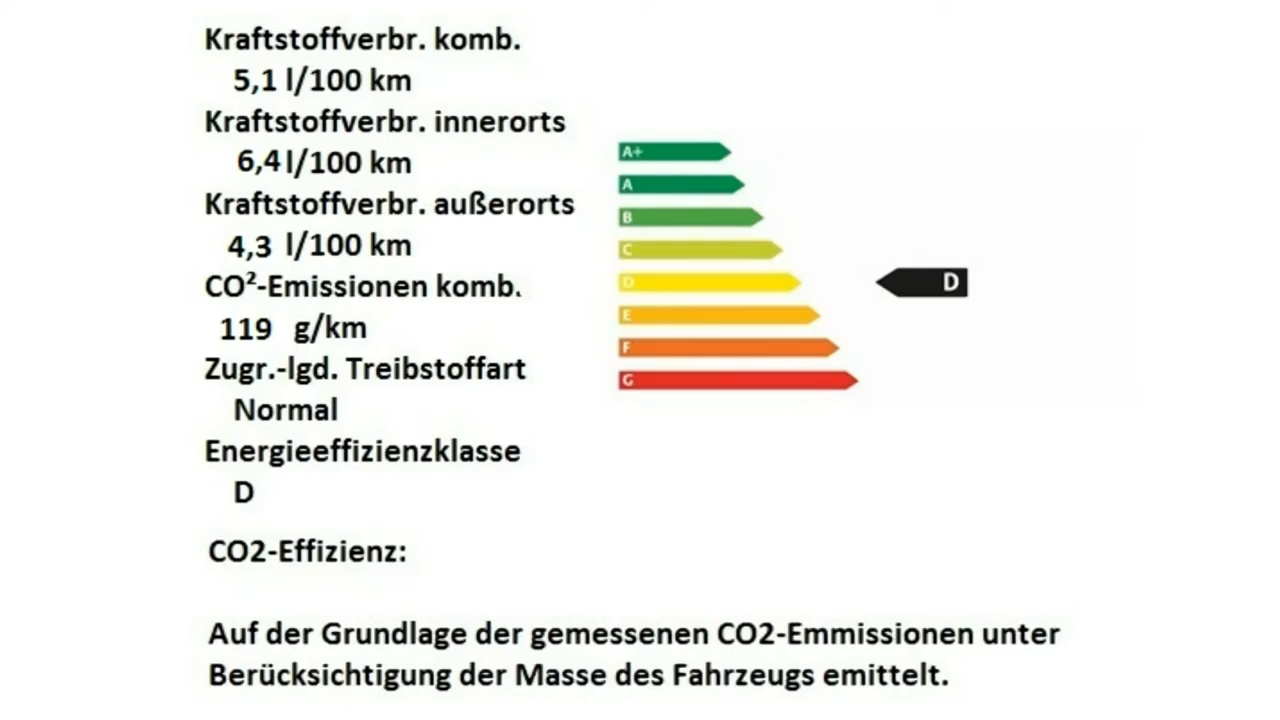 Kraftstoffverbr. komb.
5,1 l/100 km
Kraftstoffverbr. innerorts
6,4 l/100 km
Kraftstoffverbr. außerorts
4,3 l/100 km
CO²-Emissionen komb.
119 g/km
Zugr.-lgd. Treibstoffart
Normal
Energieeffizienzklasse
D
A+
A
B
C
D
D
E
F
G
CO2-Effizienz:
Auf der Grundlage der gemessenen CO2-Emmissionen unter
Berücksichtigung der Masse des Fahrzeugs emittelt.